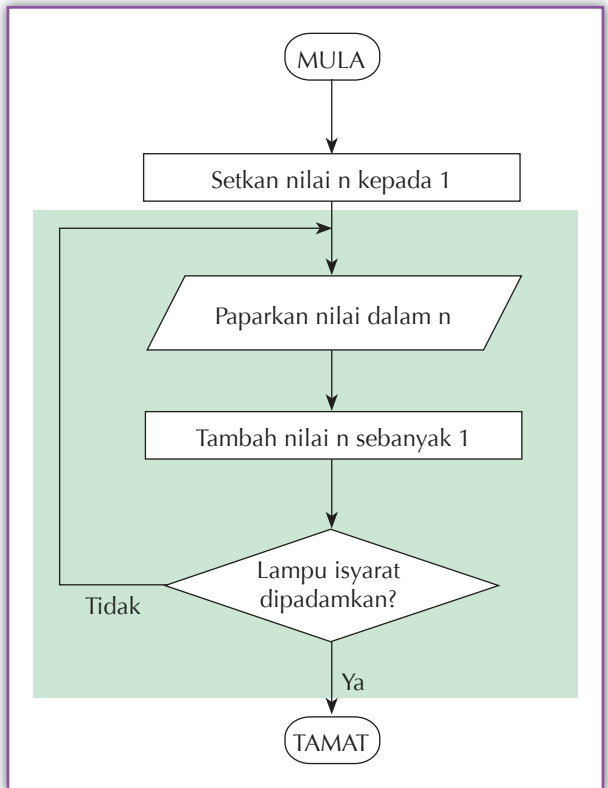 MULA
Setkan nilai n kepada 1
Paparkan nilai dalam n
Tambah nilai n sebanyak 1
Lampu isyarat
dipadamkan?
Tidak
Ya
TAMAT